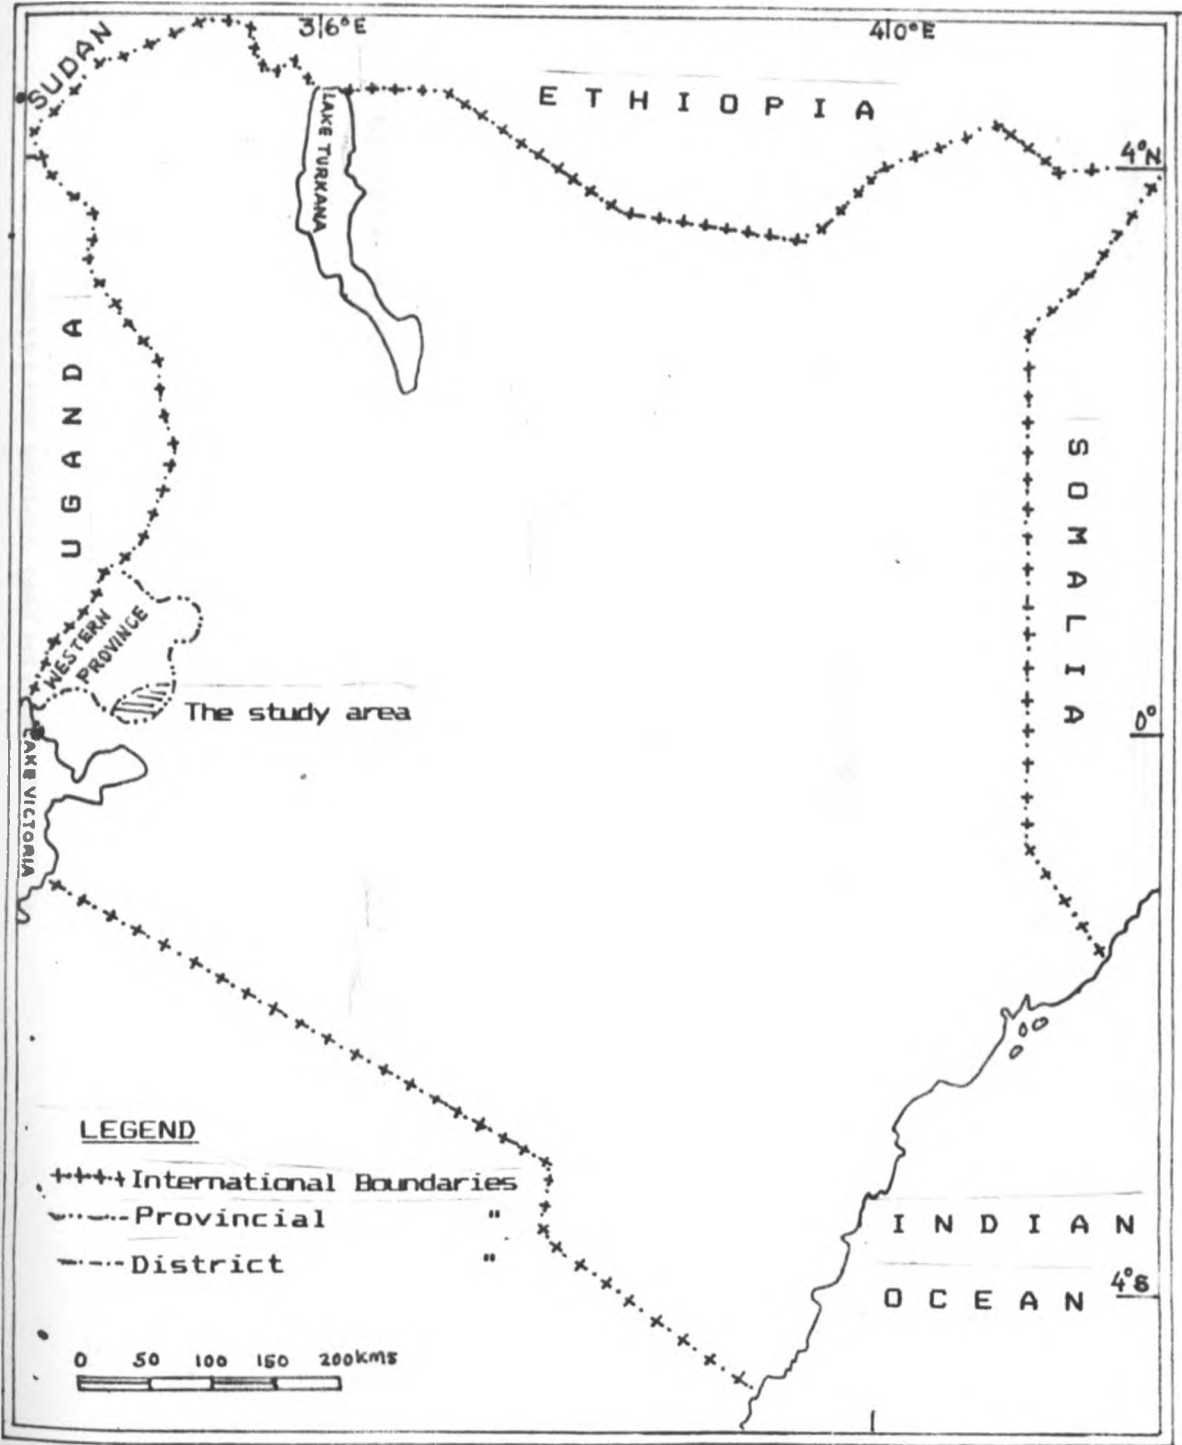 36°E
40°E
SUDAN
ETHIOPIA
4°N
LAKE TURKANA
UGANDA
SOMALIA
WESTERN
PROVINCE
The study area
0°
LAKE VICTORIA
LEGEND
International Boundaries
Provincial "
District "
INDIAN
OCEAN
4°S
0 50 100 150 200kms